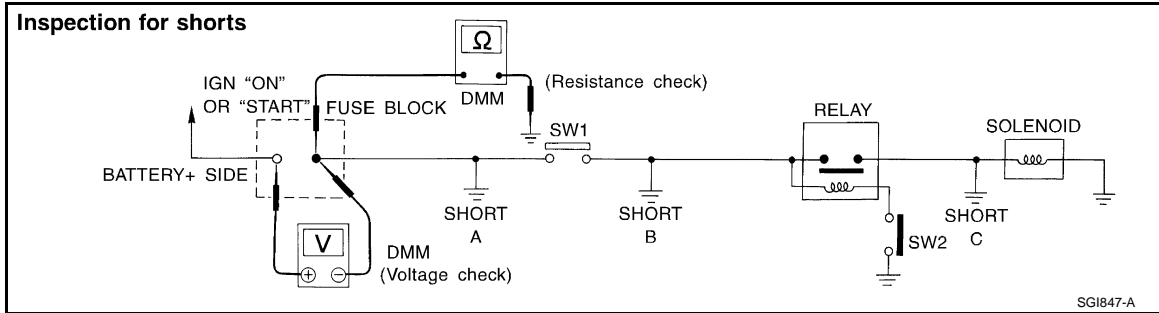 Inspection for shorts
Ω
IGN "ON"
OR "START"
FUSE BLOCK
DMM
(Resistance check)
SW1
RELAY
SOLENOID
BATTERY+ SIDE
SHORT
A
SHORT
B
SHORT
C
SW2
V
+ −
DMM
(Voltage check)
SGI847-A